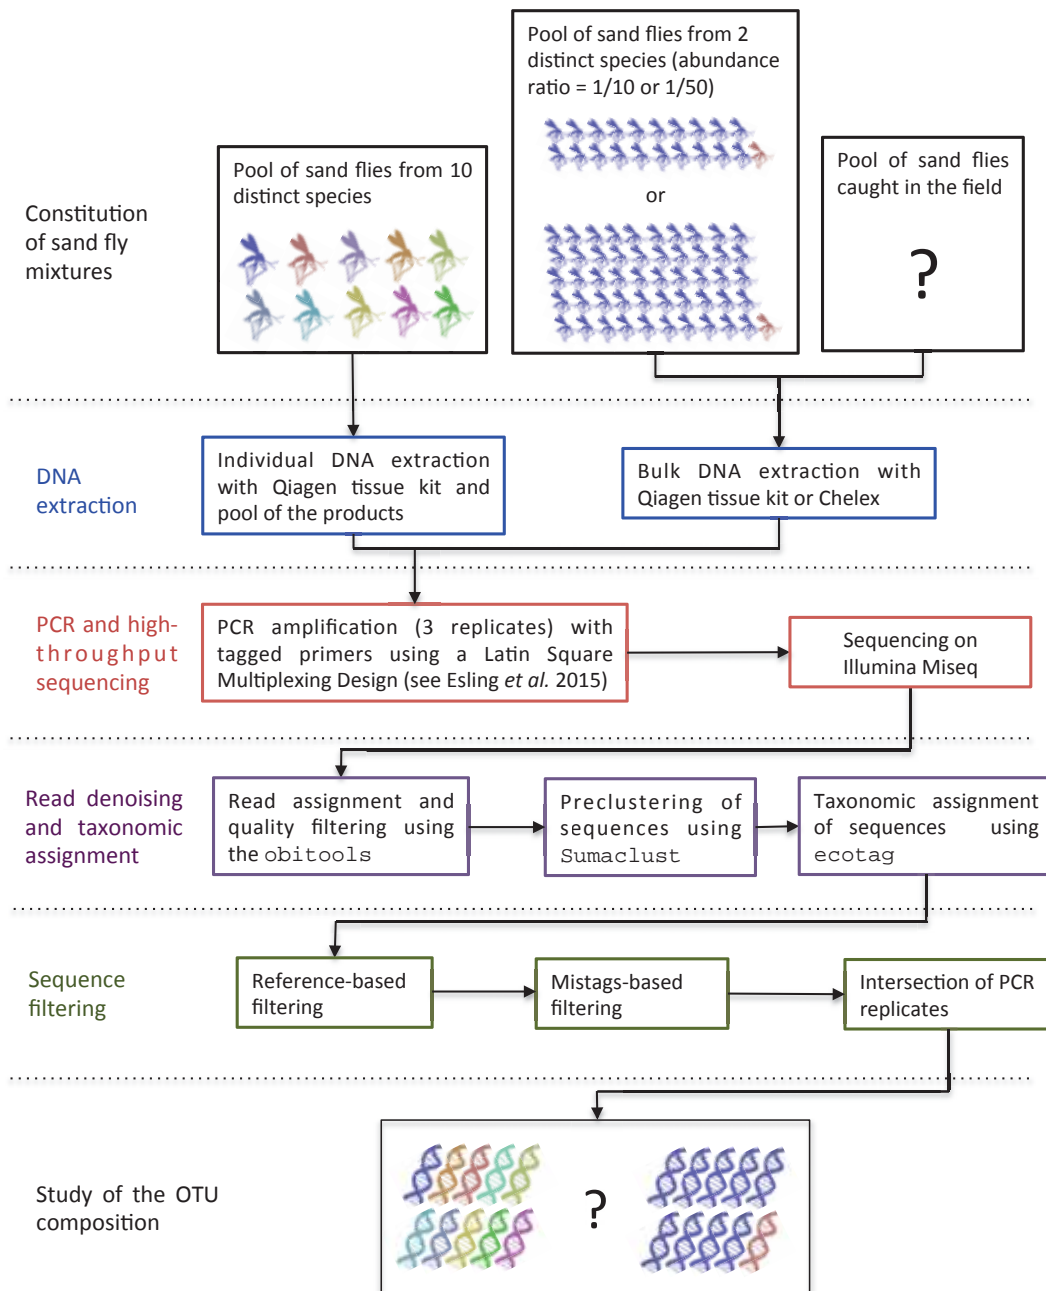 Pool of sand flies from 2
distinct species (abundance
ratio = 1/10 or 1/50)
or
Pool of sand flies from 10
distinct species
Pool of sand flies
caught in the field
?
Constitution
of sand fly
mixtures
DNA
extraction
Individual DNA extraction
with Qiagen tissue kit and
pool of the products
Bulk DNA extraction with
Qiagen tissue kit or Chelex
PCR and high-
throughput
sequencing
PCR amplification (3 replicates) with
tagged primers using a Latin Square
Multiplexing Design (see Esling et al. 2015)
Sequencing on
Illumina Miseq
Read denoising
and taxonomic
assignment
Read assignment and
quality filtering using
the obitools
Preclustering of
sequences using
Sumaclust
Taxonomic assignment
of sequences using
ecotag
Sequence
filtering
Reference-based
filtering
Mistags-based
filtering
Intersection of PCR
replicates
Study of the OTU
composition
?